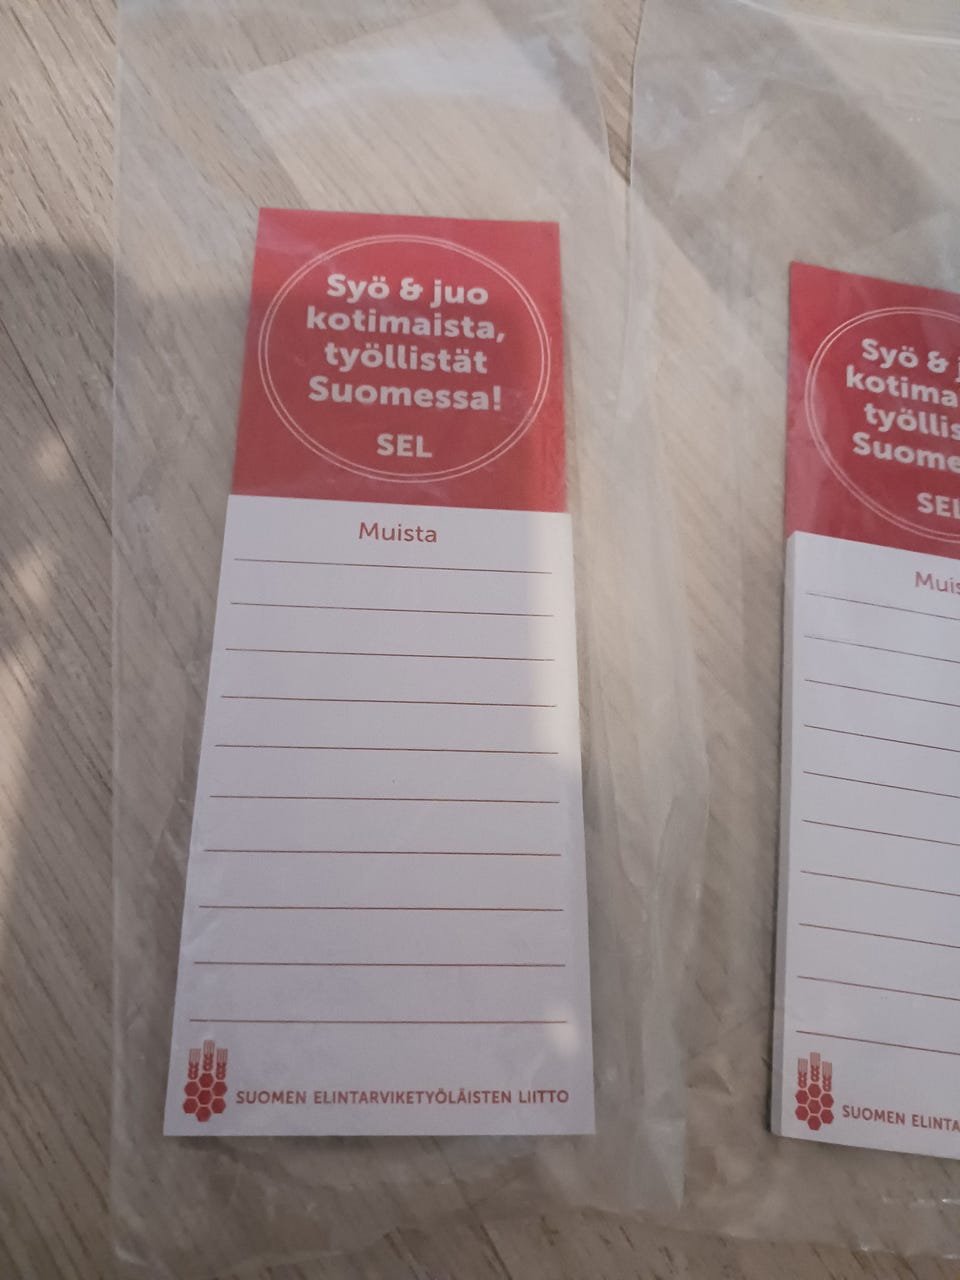 Syö & juo
kotimaista,
työllistät
Suomessa!
SEL
Muista
SUOMEN ELINTARVIKETYÖLÄISTEN LIITTO
Syö &
kotima
työllis
Suome
SEL
Muis
SUOMEN ELINTA